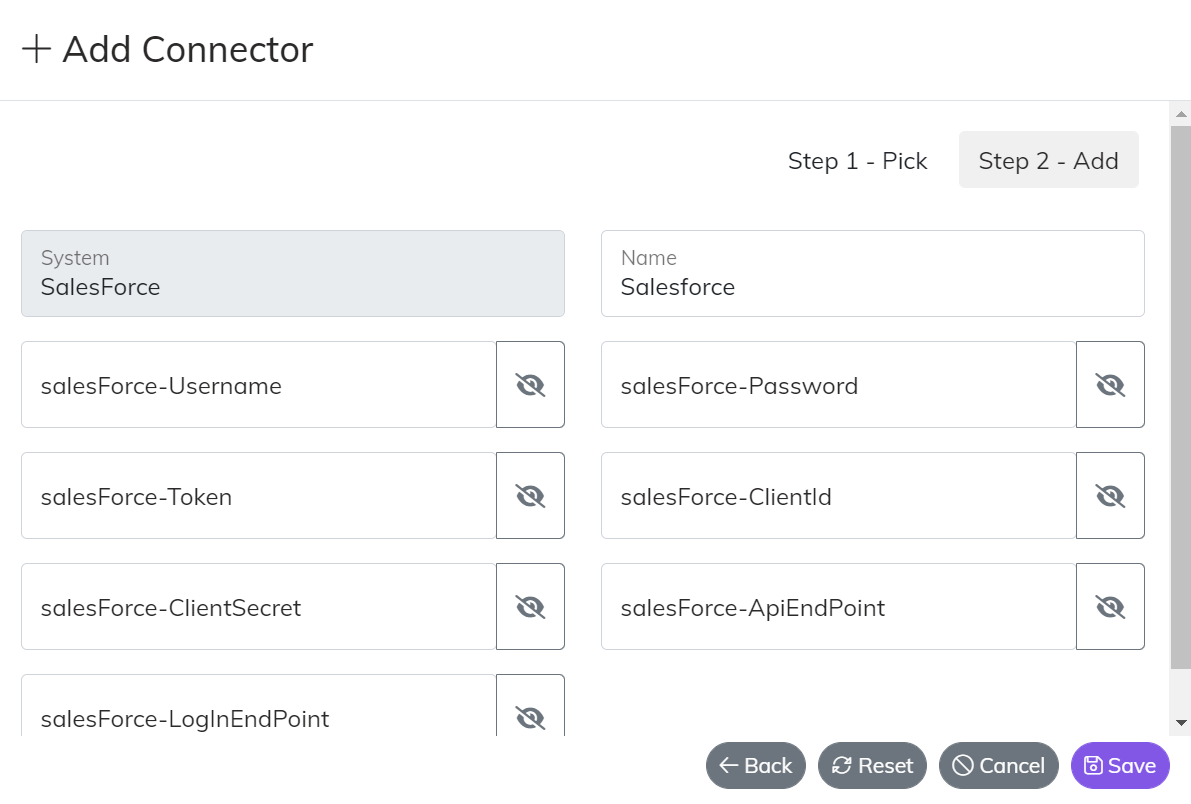 Add Connector
Step 1 - Pick Step 2 - Add
System Name
SalesForce Salesforce
salesForce-Username salesForce-Password
salesForce-Token salesForce-ClientId
salesForce-ClientSecret salesForce-ApiEndPoint
salesForce-LogInEndPoint
Back Reset Cancel Save